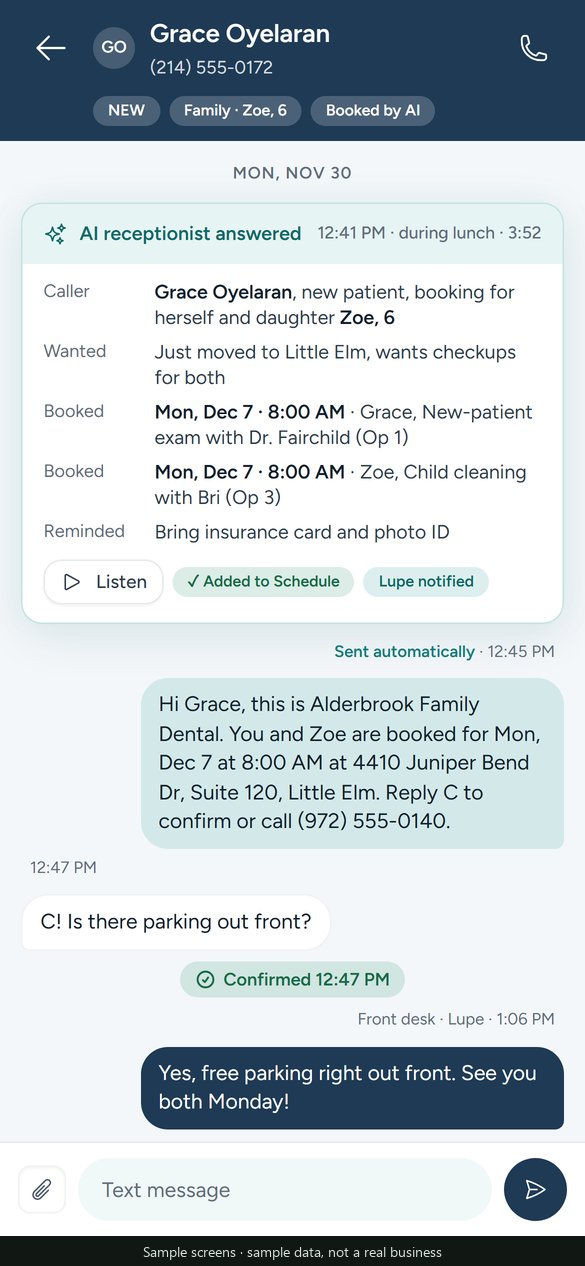 GO
Grace Oyelaran
(214) 555-0172
NEW
Family · Zoe, 6
Booked by AI
MON, NOV 30
AI receptionist answered 12:41 PM · during lunch · 3:52
Caller Grace Oyelaran, new patient, booking for
herself and daughter Zoe, 6
Wanted Just moved to Little Elm, wants checkups
for both
Booked Mon, Dec 7 · 8:00 AM · Grace, New-patient
exam with Dr. Fairchild (Op 1)
Booked Mon, Dec 7 · 8:00 AM · Zoe, Child cleaning
with Bri (Op 3)
Reminded Bring insurance card and photo ID
Listen ✓ Added to Schedule Lupe notified
Sent automatically · 12:45 PM
Hi Grace, this is Alderbrook Family
Dental. You and Zoe are booked for Mon,
Dec 7 at 8:00 AM at 4410 Juniper Bend
Dr, Suite 120, Little Elm. Reply C to
confirm or call (972) 555-0140.
12:47 PM
C! Is there parking out front?
Confirmed 12:47 PM
Front desk · Lupe · 1:06 PM
Yes, free parking right out front. See you
both Monday!
Text message
Sample screens · sample data, not a real business